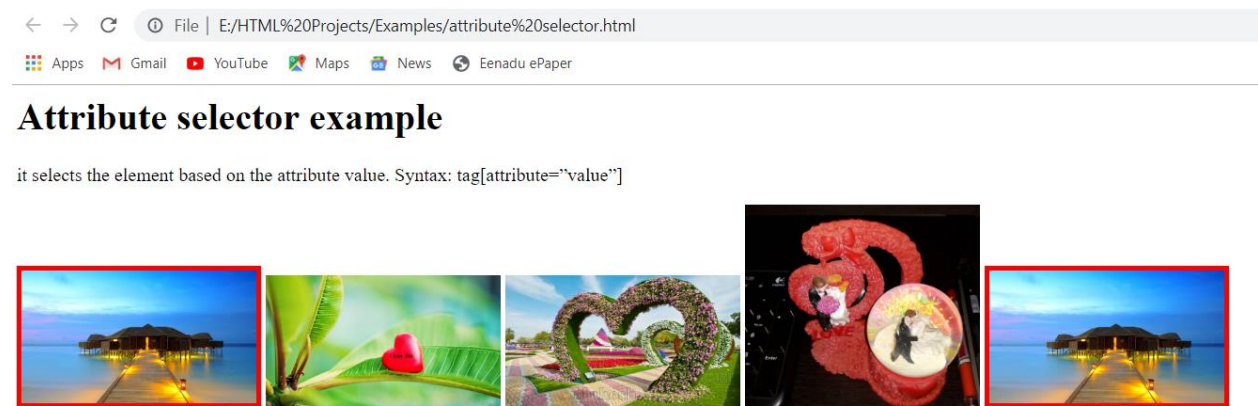 File | E:/HTML%20Projects/Examples/attribute%20selector.html
Apps Gmail YouTube Maps News Eenadu ePaper
Attribute selector example
it selects the element based on the attribute value. Syntax: tag[attribute=”value”]